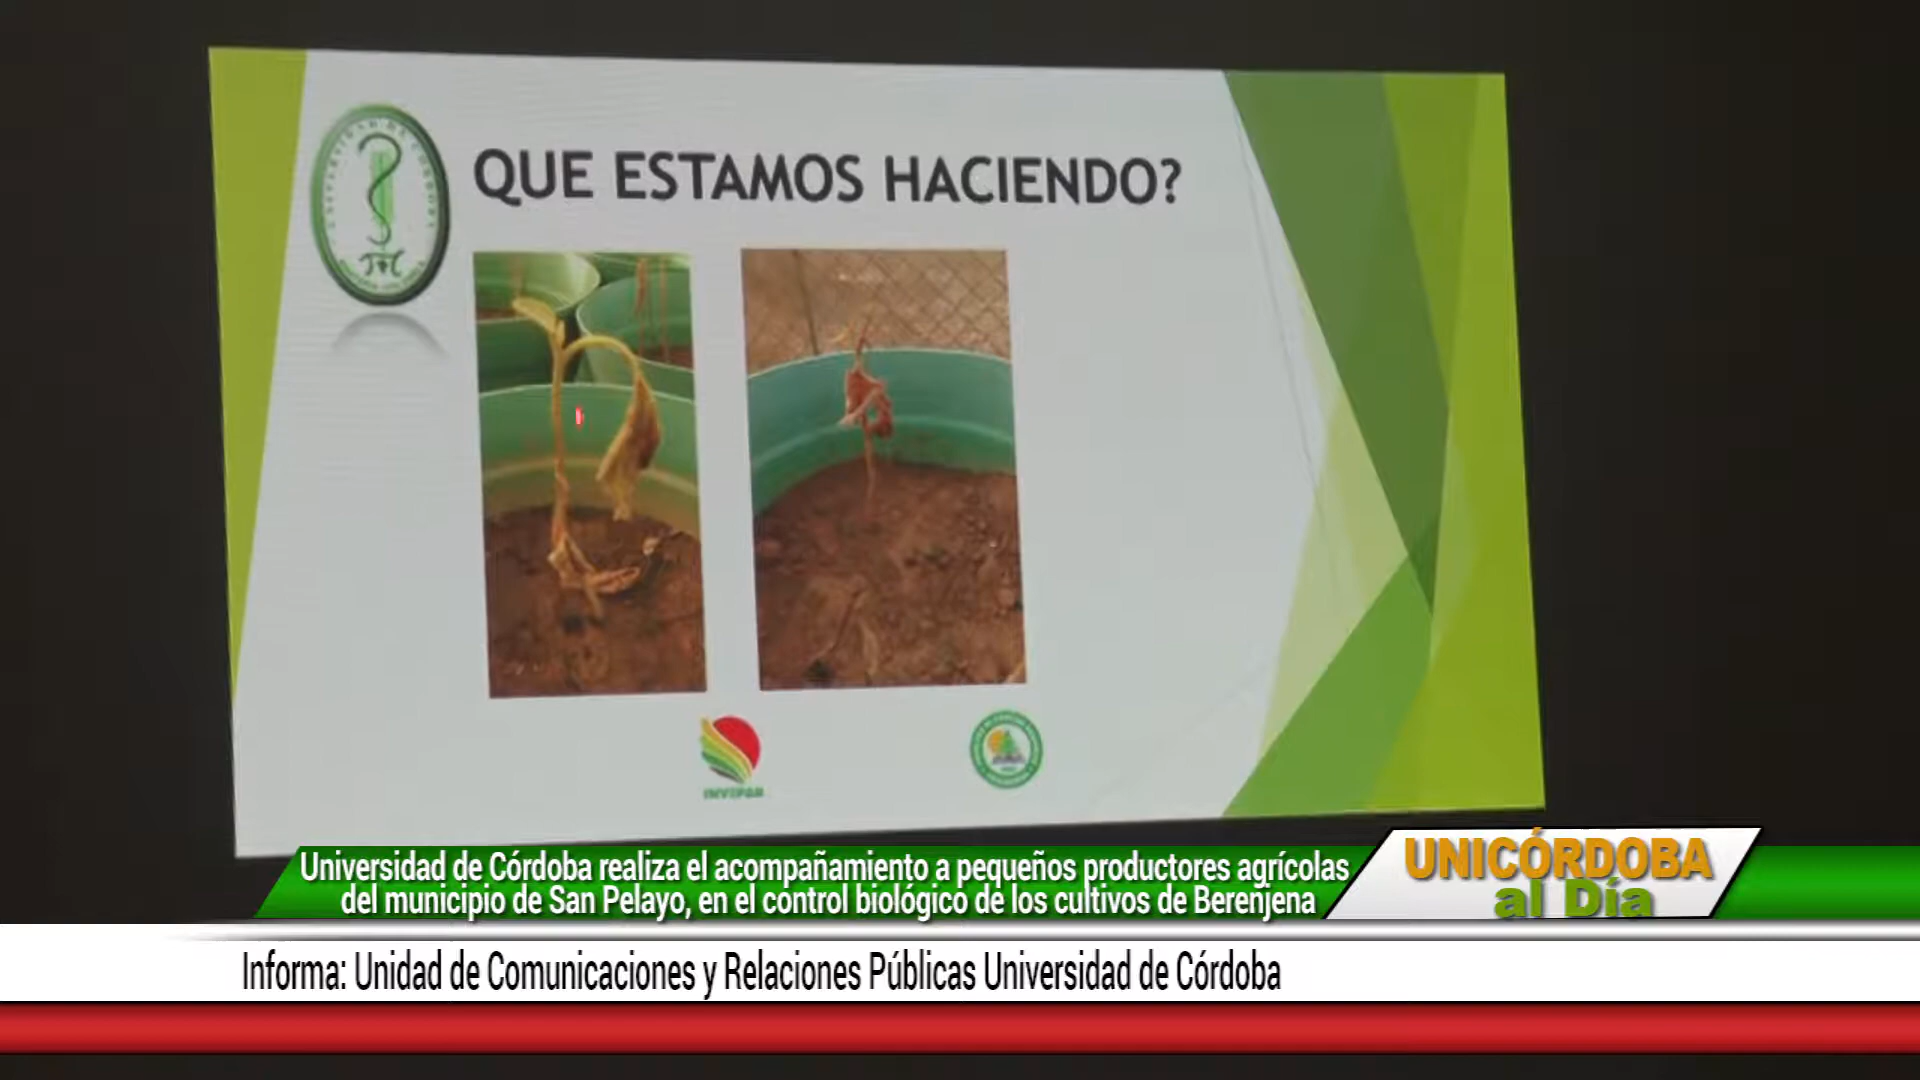 QUE ESTAMOS HACIENDO?
INVEPAR
Universidad de Córdoba realiza el acompañamiento a pequeños productores agrícolas
del municipio de San Pelayo, en el control biológico de los cultivos de Berenjena
UNICÓRDOBA
al Día
Informa: Unidad de Comunicaciones y Relaciones Públicas Universidad de Córdoba